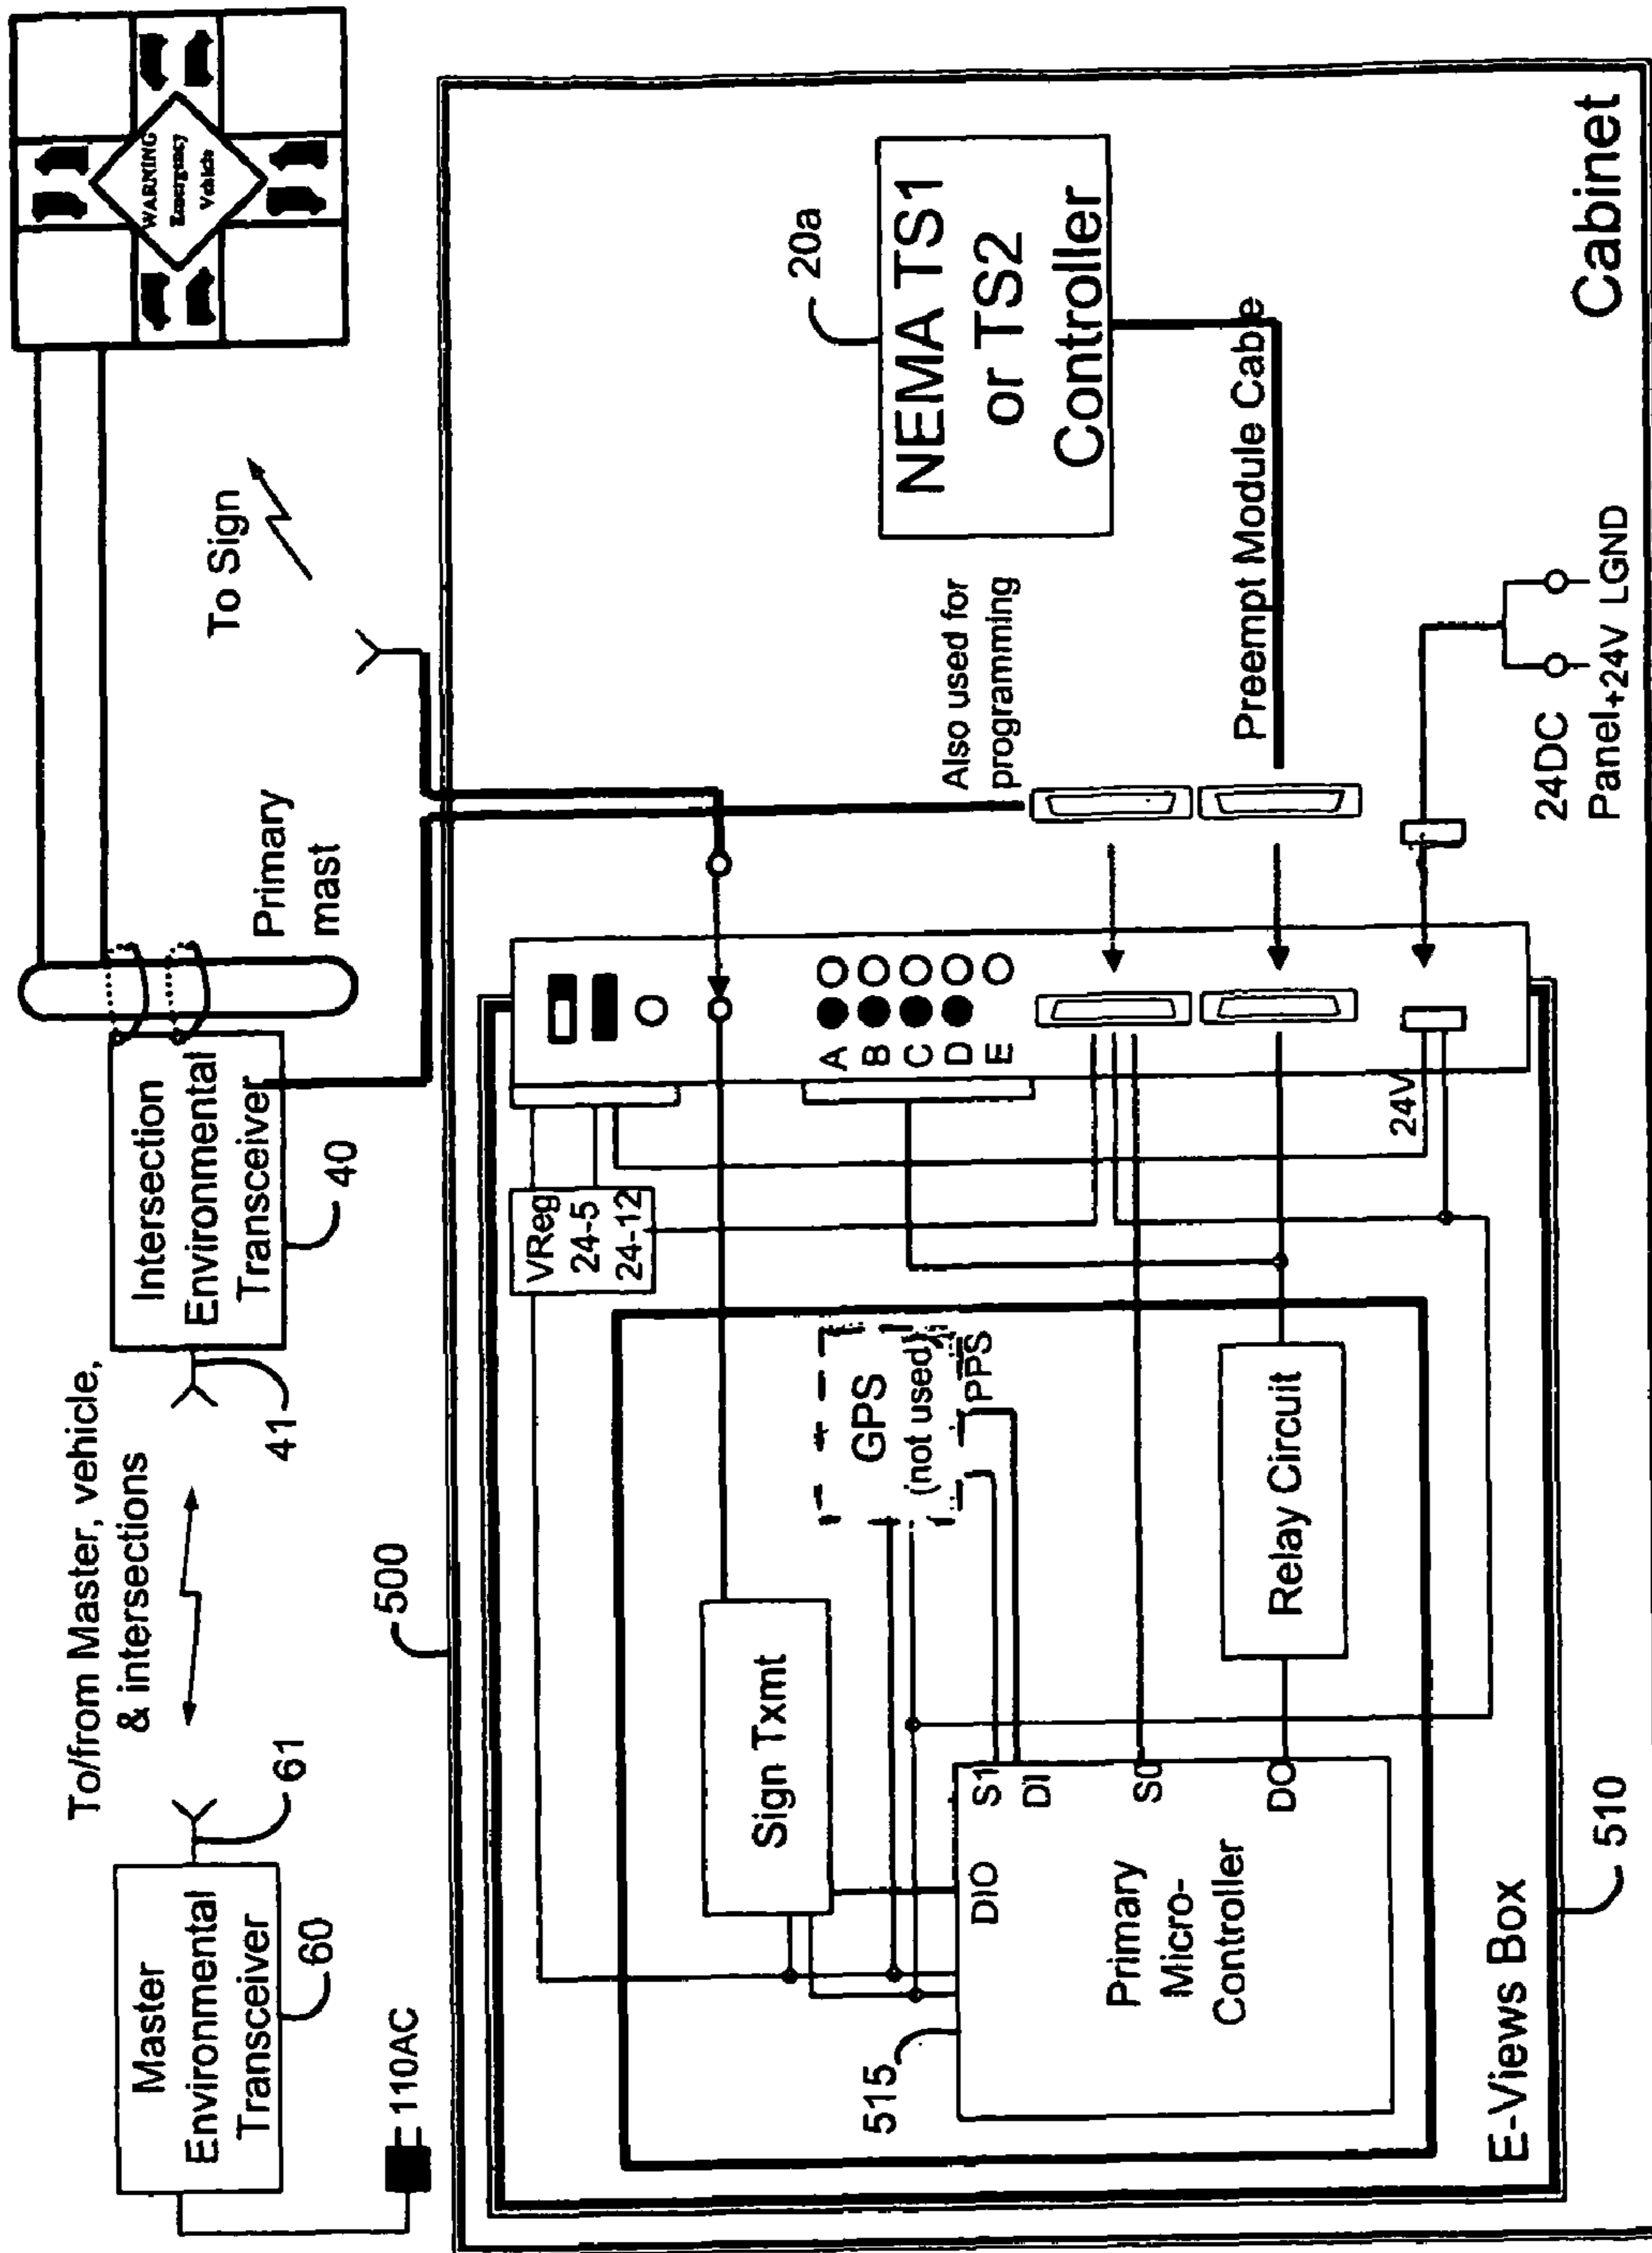 To/from Master, vehicle,
& intersections
Master
Environmental
Transceiver
60
61
110AC
Intersection
Environmental
Transceiver
40
41
Primary
mast
To Sign
WARNING
Emergency
Vehicle
500
VReg
24-5
24-12
Sign Txmt
GPS
(not used)
PPS
A
B
C
D
E
Also used for
programming
20a
NEMA TS1
or TS2
Controller
Preempt Module Cable
515
DIO
S1
DI
S0
DO
Primary
Micro-
Controller
Relay Circuit
24V
24DC
Panel +24V LGND
E-Views Box
510
Cabinet